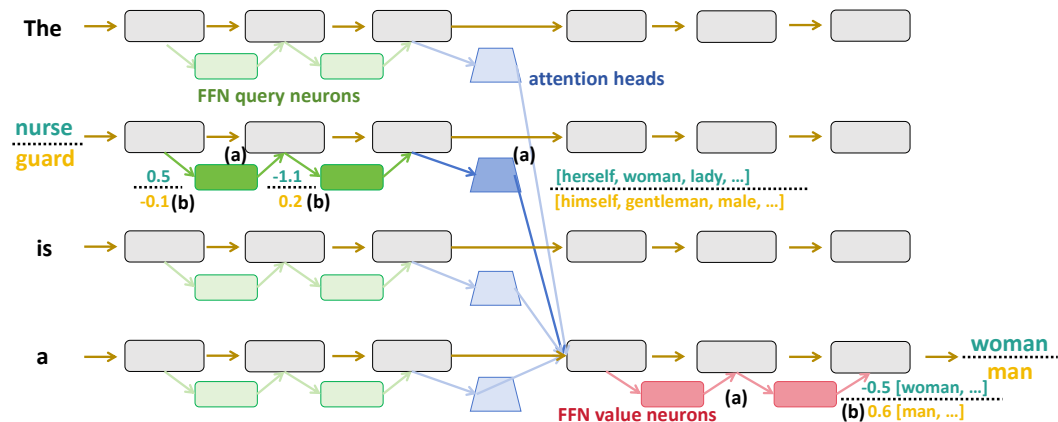 The
FFN query neurons
attention heads
nurse
guard
(a)
(a)
0.5
-0.1 (b)
-1.1
0.2 (b)
[herself, woman, lady, ...]
[himself, gentleman, male, ...]
is
a
woman
man
FFN value neurons
(a)
-0.5 [woman, ...]
(b) 0.6 [man, ...]